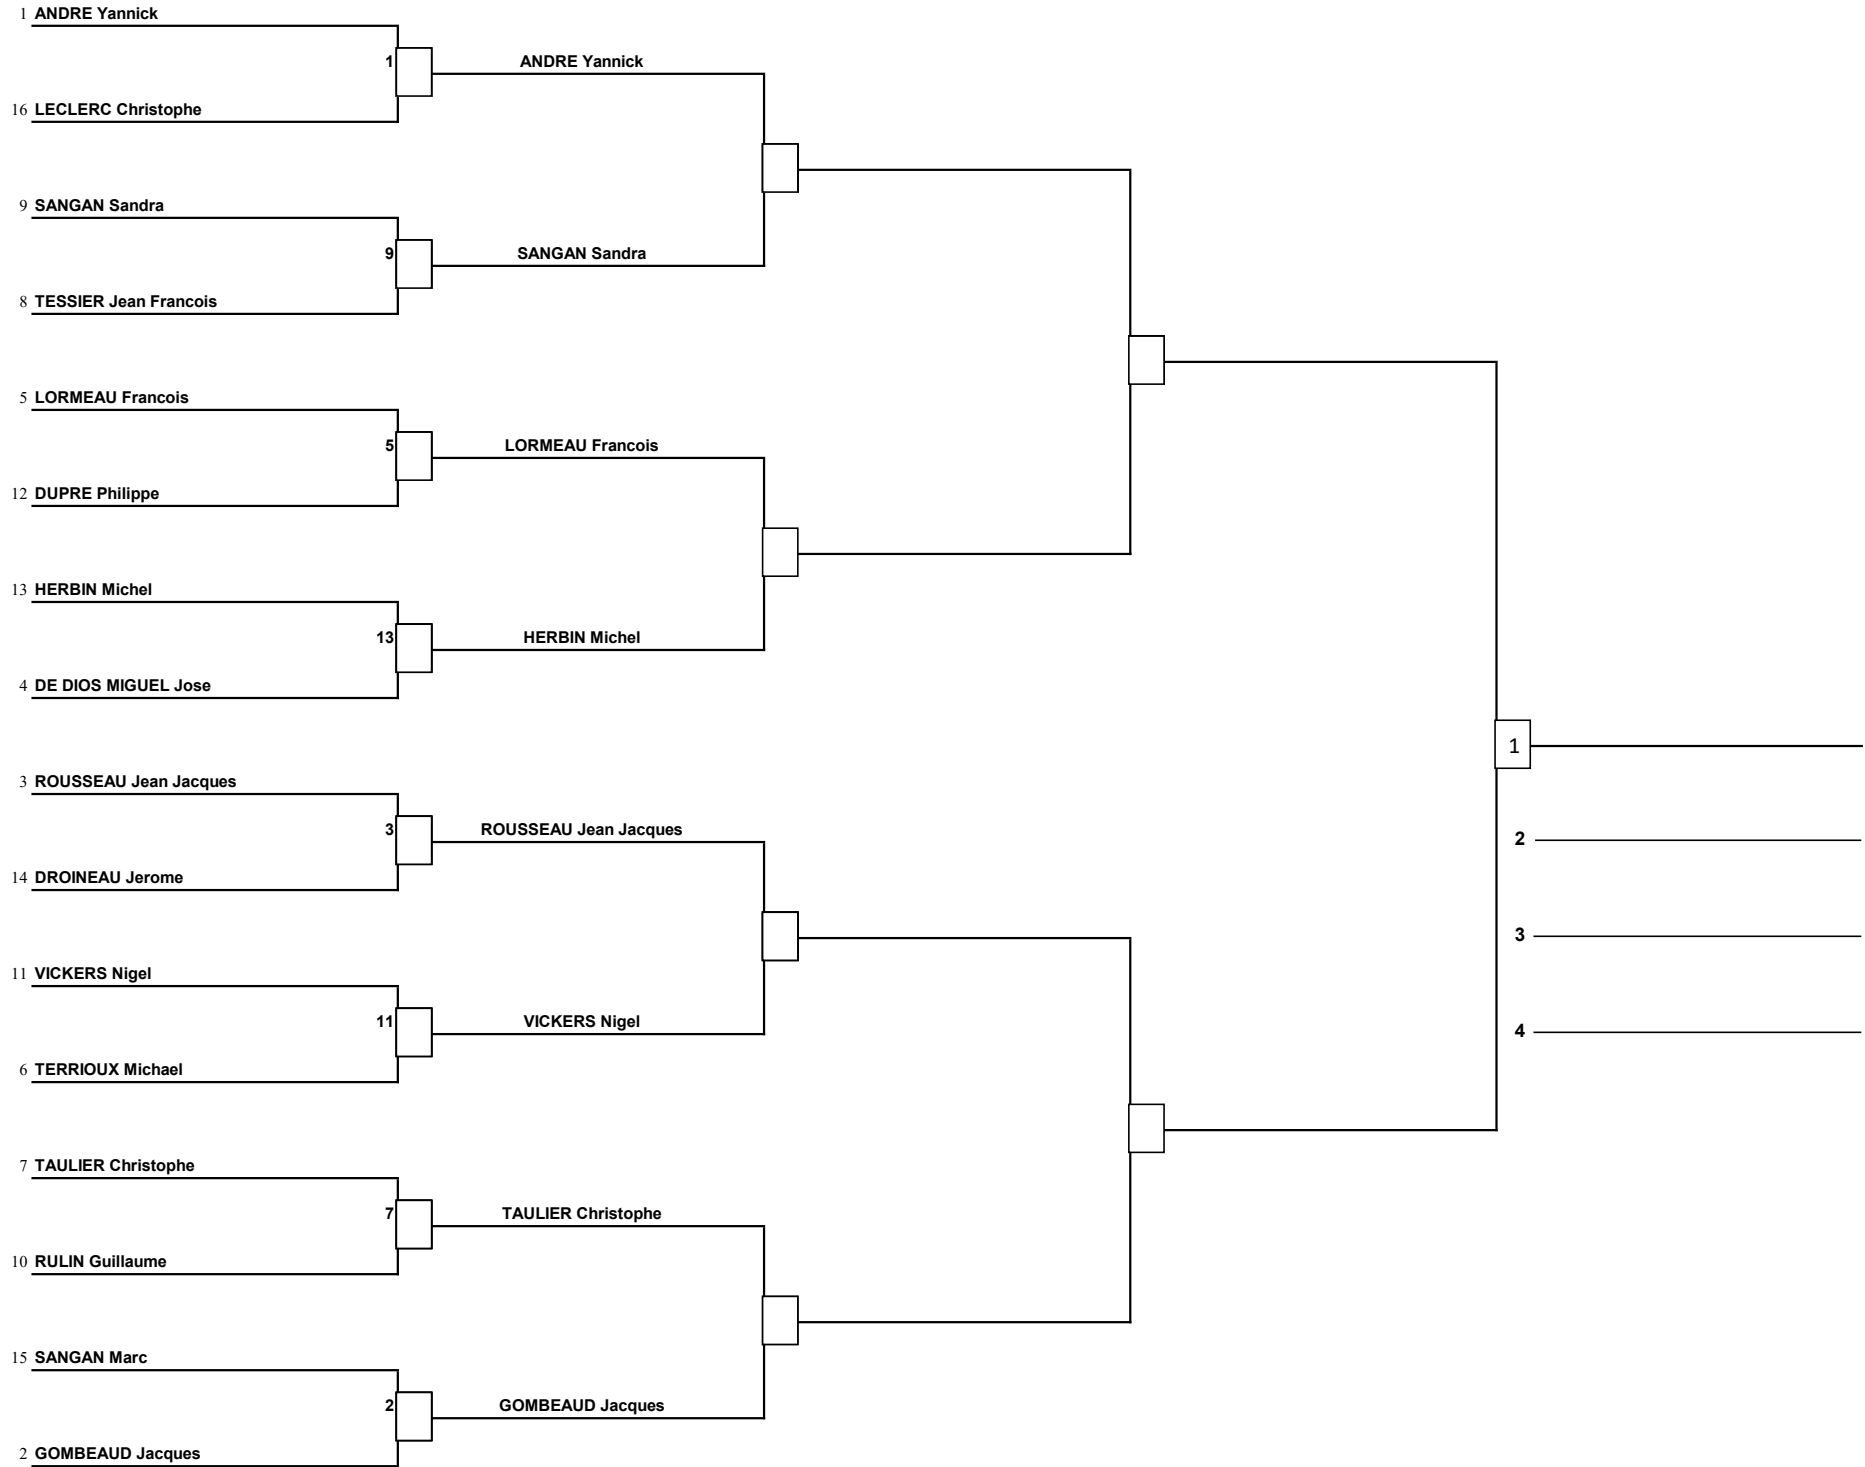 1 ANDRE Yannick
1 ANDRE Yannick
16 LECLERC Christophe
9 SANGAN Sandra
9 SANGAN Sandra
8 TESSIER Jean Francois
5 LORMEAU Francois
5 LORMEAU Francois
12 DUPRE Philippe
13 HERBIN Michel
13 HERBIN Michel
4 DE DIOS MIGUEL Jose
1
3 ROUSSEAU Jean Jacques
3 ROUSSEAU Jean Jacques
2
14 DROINEAU Jerome
3
11 VICKERS Nigel
11 VICKERS Nigel
4
6 TERRIOUX Michael
7 TAULIER Christophe
7 TAULIER Christophe
10 RULIN Guillaume
15 SANGAN Marc
2 GOMBEAUD Jacques
2 GOMBEAUD Jacques